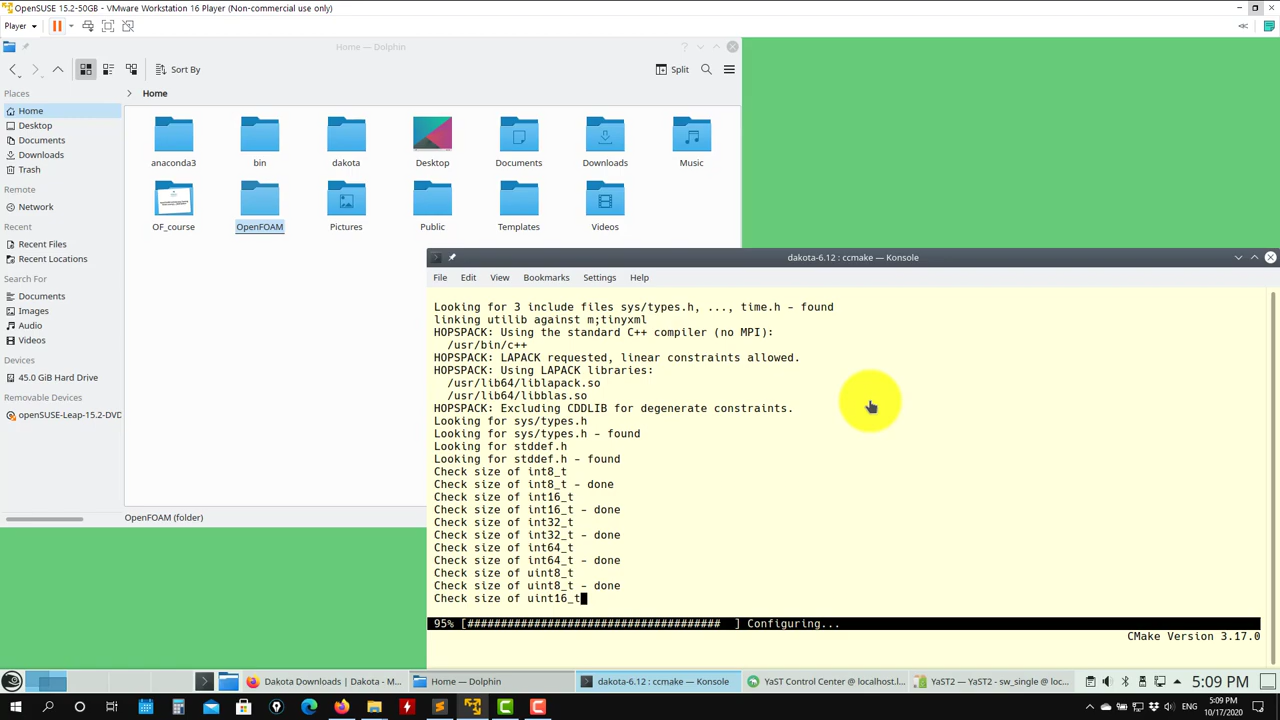 OpenSUSE 15.2-50GB - VMware Workstation 16 Player (Non-commercial use only)
Player
Home — Dolphin
Sort By
Split
Places
Home
Home
Desktop
Documents
Downloads
Trash
Remote
Network
Recent
Recent Files
Recent Locations
Search For
Documents
Images
Audio
Videos
Devices
45.0 GiB Hard Drive
Removable Devices
openSUSE-Leap-15.2-DVD
anaconda3
bin
dakota
Desktop
Documents
Downloads
Music
OF_course
OpenFOAM
Pictures
Public
Templates
Videos
OpenFOAM (folder)
dakota-6.12 : ccmake — Konsole
File Edit View Bookmarks Settings Help
Looking for 3 include files sys/types.h, ..., time.h - found
linking utilib against m;tinyxml
HOPSPACK: Using the standard C++ compiler (no MPI):
/usr/bin/c++
HOPSPACK: LAPACK requested, linear constraints allowed.
HOPSPACK: Using LAPACK libraries:
/usr/lib64/liblapack.so
/usr/lib64/libblas.so
HOPSPACK: Excluding CDDLIB for degenerate constraints.
Looking for sys/types.h
Looking for sys/types.h - found
Looking for stddef.h
Looking for stddef.h - found
Check size of int8_t
Check size of int8_t - done
Check size of int16_t
Check size of int16_t - done
Check size of int32_t
Check size of int32_t - done
Check size of int64_t
Check size of int64_t - done
Check size of uint8_t
Check size of uint8_t - done
Check size of uint16_t
95% [###################################### ] Configuring...
CMake Version 3.17.0
Dakota Downloads | Dakota - M...
Home — Dolphin
dakota-6.12 : ccmake — Konsole
YaST Control Center @ localhost.l...
YaST2 — YaST2 - sw_single @ loc...
5:09 PM
5:09 PM
10/17/2020